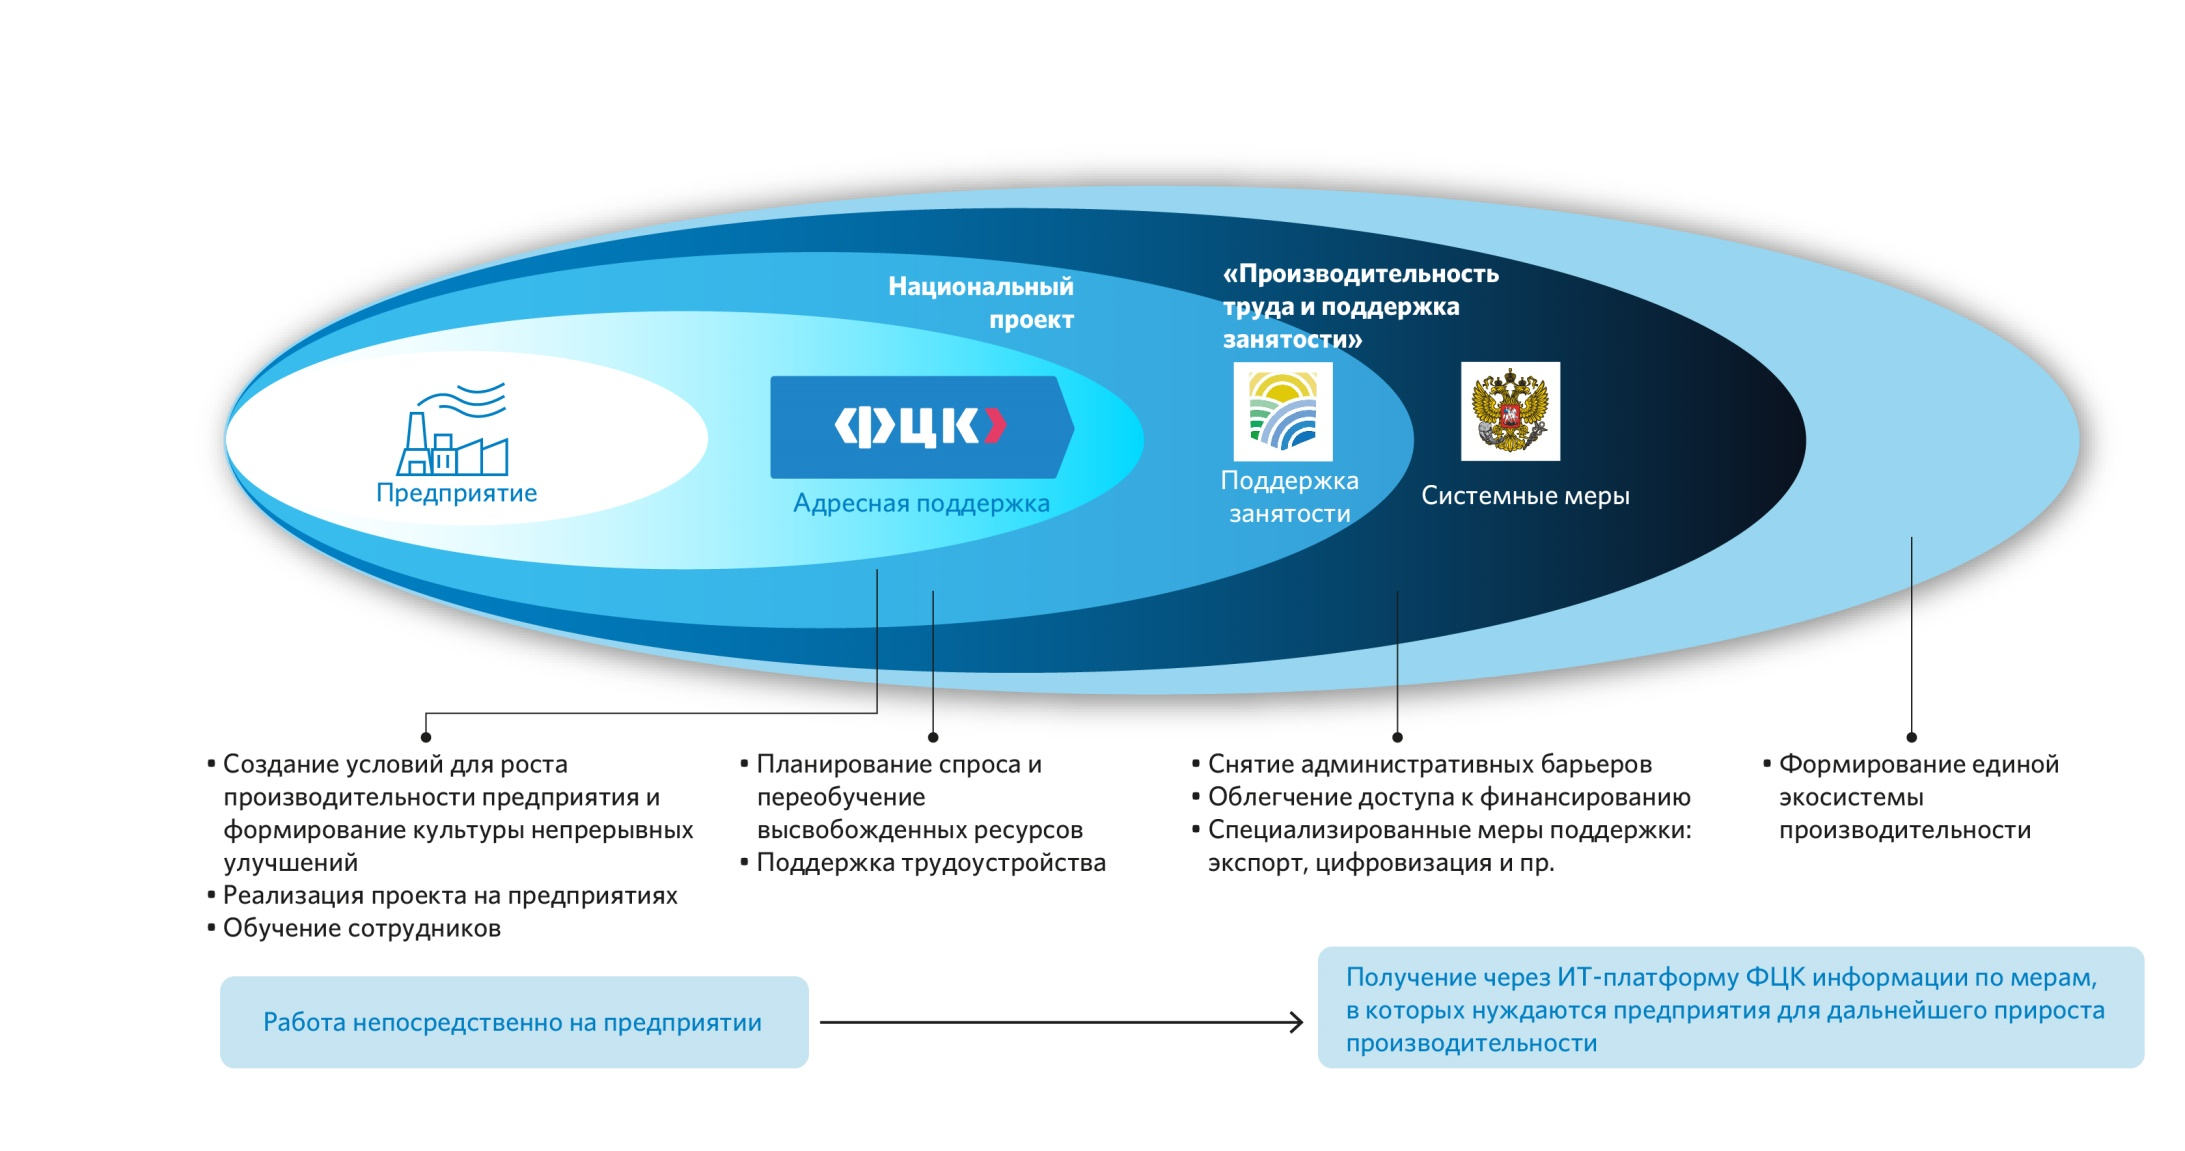 Национальный
проект
«Производительность
труда и поддержка
занятости»
Предприятие
ФЦК
Адресная поддержка
Поддержка
занятости
Системные меры
▪ Создание условий для роста
производительности предприятия и
формирование культуры непрерывных
улучшений
▪ Реализация проекта на предприятиях
▪ Обучение сотрудников
▪ Планирование спроса и
переобучение
высвобожденных ресурсов
▪ Поддержка трудоустройства
▪ Снятие административных барьеров
▪ Облегчение доступа к финансированию
▪ Специализированные меры поддержки:
экспорт, цифровизация и пр.
▪ Формирование единой
экосистемы
производительности
Работа непосредственно на предприятии
Получение через ИТ-платформу ФЦК информации по мерам,
в которых нуждаются предприятия для дальнейшего прироста
производительности